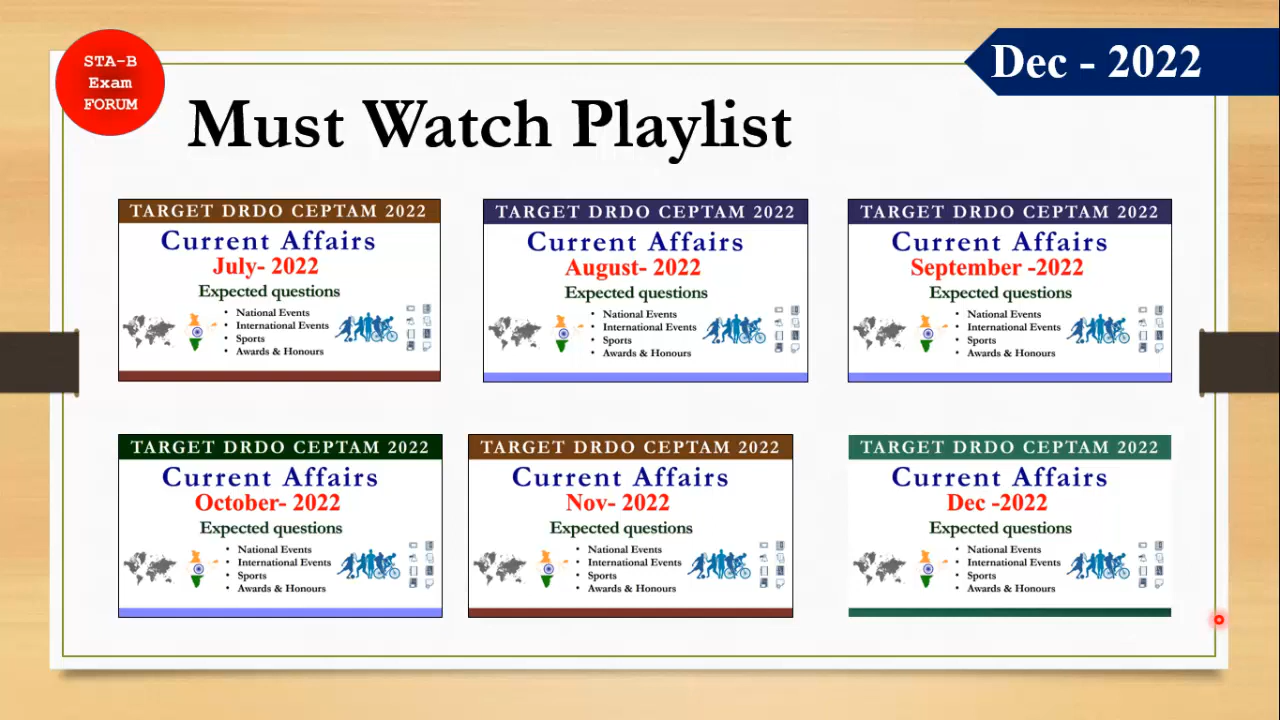 STA-B
Exam
FORUM
Dec - 2022
Must Watch Playlist
TARGET DRDO CEPTAM 2022
Current Affairs
July- 2022
Expected questions
• National Events
• International Events
• Sports
• Awards & Honours
TARGET DRDO CEPTAM 2022
Current Affairs
August- 2022
Expected questions
• National Events
• International Events
• Sports
• Awards & Honours
TARGET DRDO CEPTAM 2022
Current Affairs
September -2022
Expected questions
• National Events
• International Events
• Sports
• Awards & Honours
TARGET DRDO CEPTAM 2022
Current Affairs
October- 2022
Expected questions
• National Events
• International Events
• Sports
• Awards & Honours
TARGET DRDO CEPTAM 2022
Current Affairs
Nov- 2022
Expected questions
• National Events
• International Events
• Sports
• Awards & Honours
TARGET DRDO CEPTAM 2022
Current Affairs
Dec -2022
Expected questions
• National Events
• International Events
• Sports
• Awards & Honours